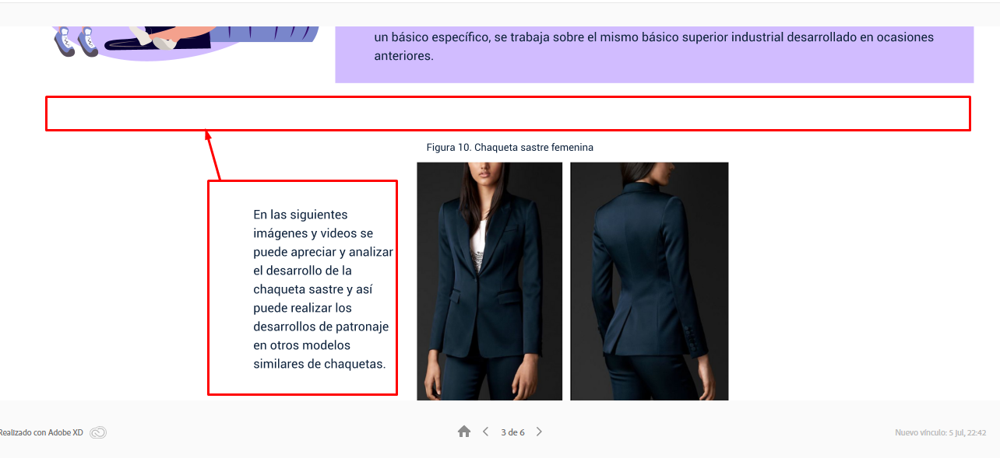 un básico específico, se trabaja sobre el mismo básico superior industrial desarrollado en ocasiones
anteriores.
Figura 10. Chaqueta sastre femenina
En las siguientes
imágenes y videos se
puede apreciar y analizar
el desarrollo de la
chaqueta sastre y así
puede realizar los
desarrollos de patronaje
en otros modelos
similares de chaquetas.
Realizado con Adobe XD
3 de 6
Nuevo vínculo: 5 jul, 22:42